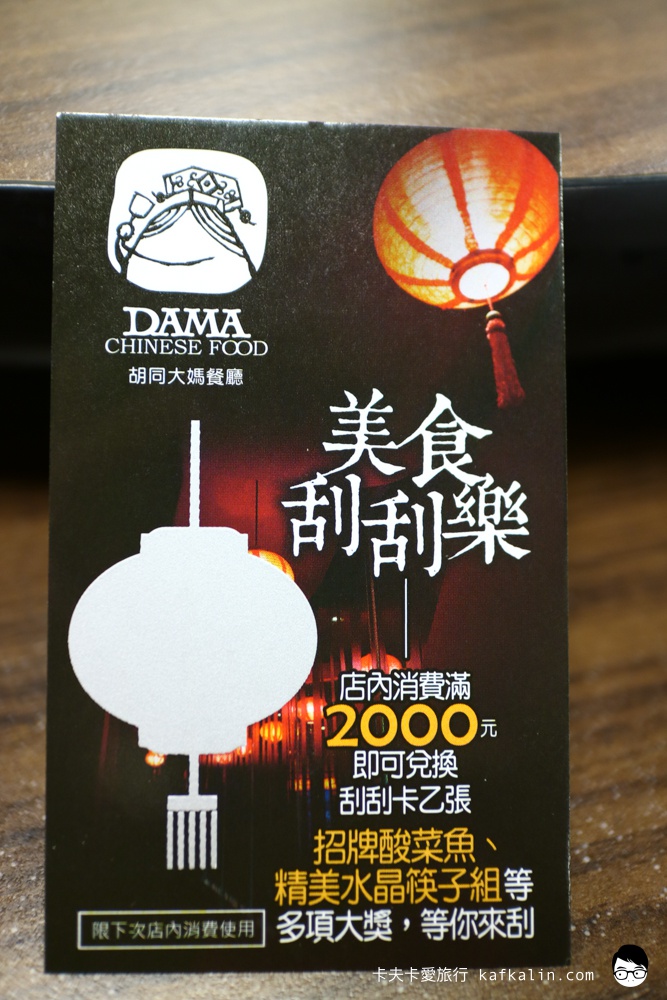 DAMA
CHINESE FOOD
胡同大媽餐廳
美食
刮刮樂
店內消費滿
2000元
即可兌換
刮刮卡乙張
招牌酸菜魚、
精美水晶筷子組等
多項大獎，等你來刮
限下次店內消費使用
卡夫卡愛旅行 kafkalin.com